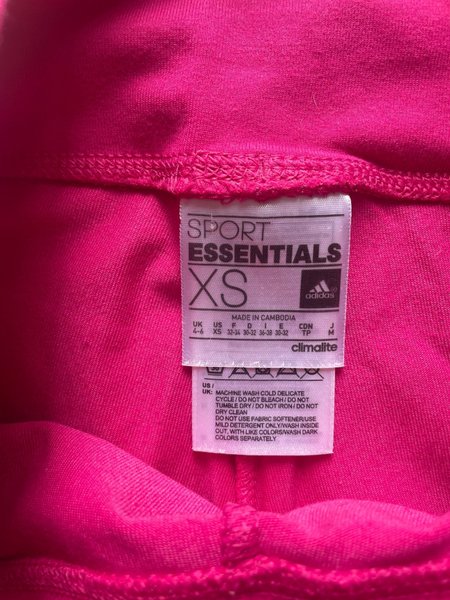 SPORT
ESSENTIALS
XS
adidas
MADE IN CAMBODIA
UK US F D I E CDN J
4-6 XS 32-34 30-32 36-38 30-32 TP M
climalite
US /
UK:
MACHINE WASH COLD DELICATE
CYCLE / DO NOT BLEACH / DO NOT
TUMBLE DRY / DO NOT IRON / DO NOT
DRY CLEAN
DO NOT USE FABRIC SOFTENER/USE
MILD DETERGENT ONLY/WASH INSIDE
OUT, WITH LIKE COLORS/WASH DARK
COLORS SEPARATELY